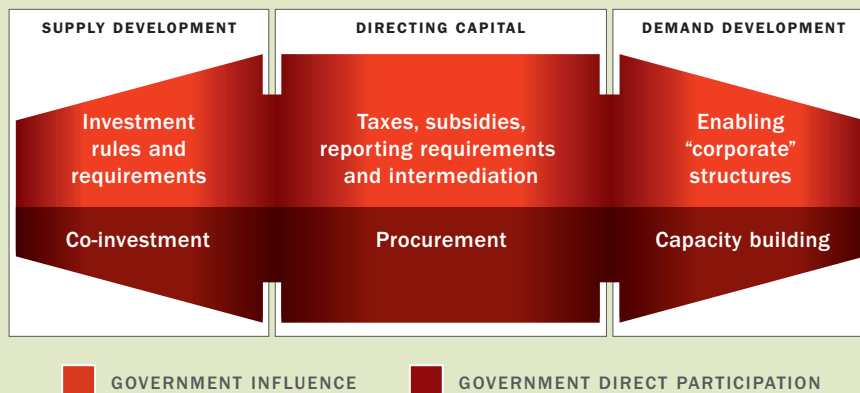 SUPPLY DEVELOPMENT
DIRECTING CAPITAL
DEMAND DEVELOPMENT
Investment
rules and
requirements
Taxes, subsidies,
reporting requirements
and intermediation
Enabling
“corporate”
structures
Co-investment
Procurement
Capacity building
GOVERNMENT INFLUENCE
GOVERNMENT DIRECT PARTICIPATION